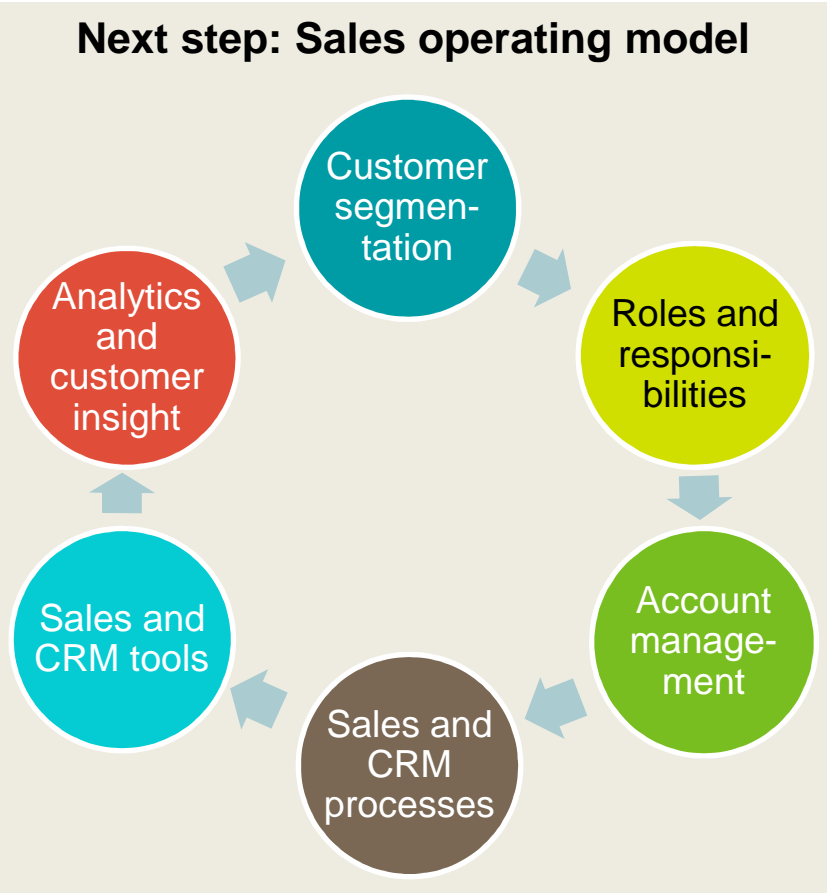 Next step: Sales operating model
Customer
segmen-
tation
Roles and
responsi-
bilities
Account
manage-
ment
Sales and
CRM
processes
Sales and
CRM tools
Analytics
and
customer
insight